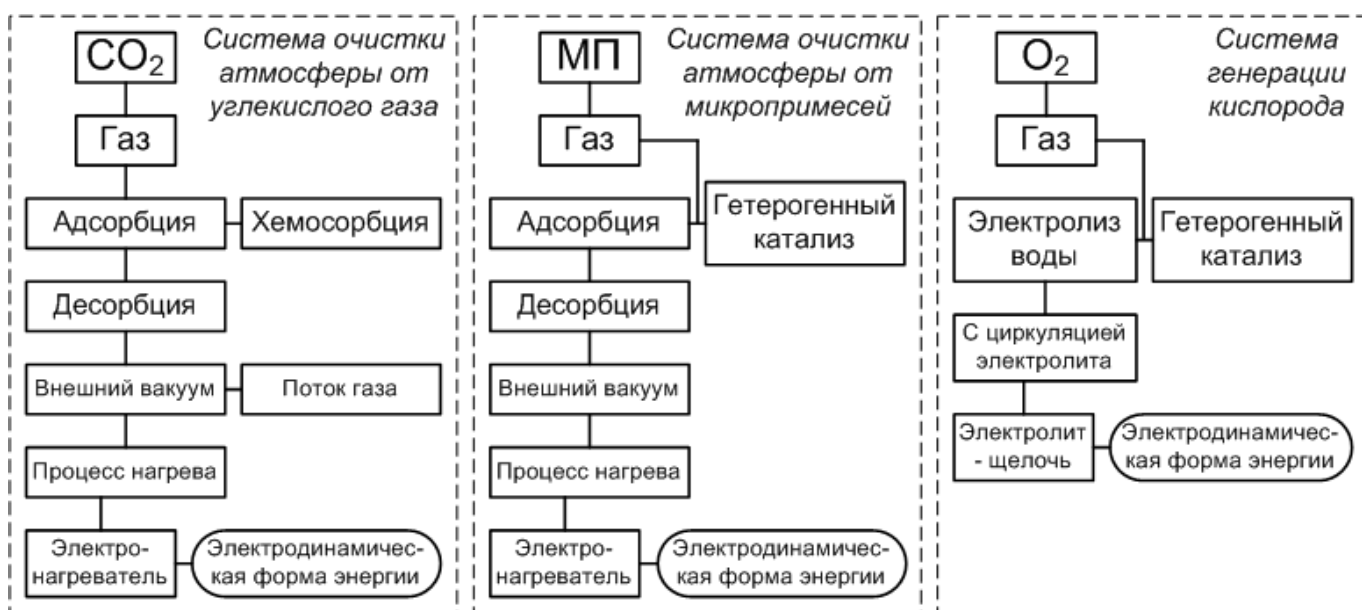 CO₂
Система очистки
атмосферы от
углекислого газа
Газ
Адсорбция
Хемосорбция
Десорбция
Внешний вакуум
Поток газа
Процесс нагрева
Электро-
нагреватель
Электродинамичес-
кая форма энергии
МП
Система очистки
атмосферы от
микропримесей
Газ
Адсорбция
Гетерогенный
катализ
Десорбция
Внешний вакуум
Процесс нагрева
Электро-
нагреватель
Электродинамичес-
кая форма энергии
O₂
Система
генерации
кислорода
Газ
Электролиз
воды
Гетерогенный
катализ
С циркуляцией
электролита
Электролит
- щелочь
Электродинамичес-
кая форма энергии